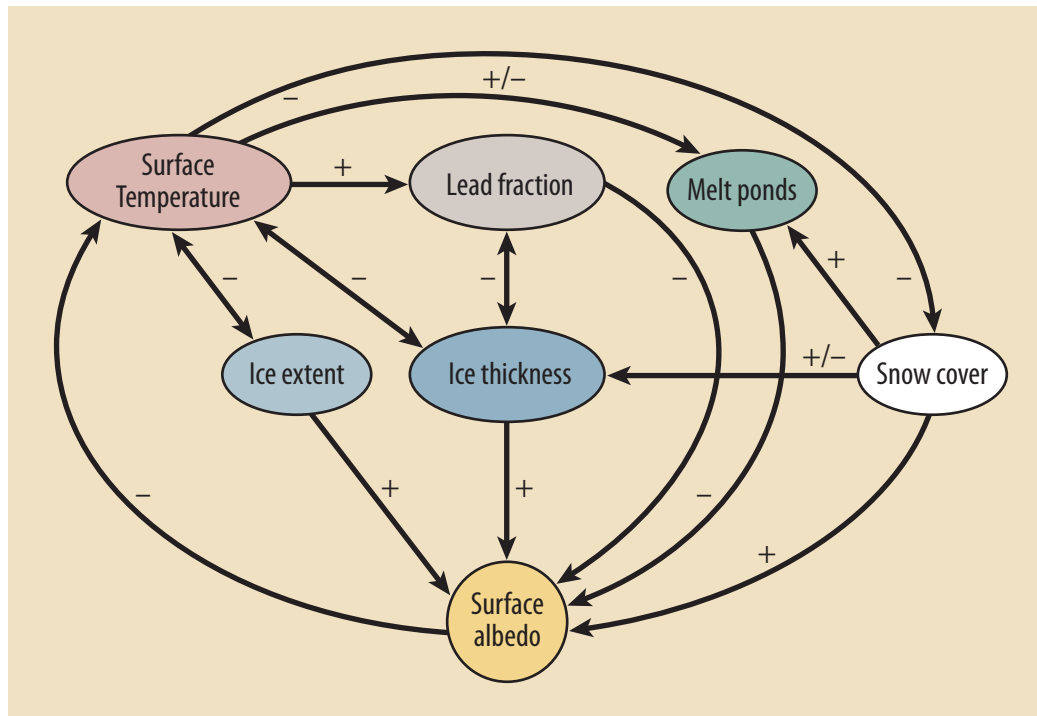 –
+/–
Surface
Temperature
+
Lead fraction
Melt ponds
–
–
–
–
+
–
Ice extent
Ice thickness
+/–
Snow cover
–
+
+
–
+
Surface
albedo